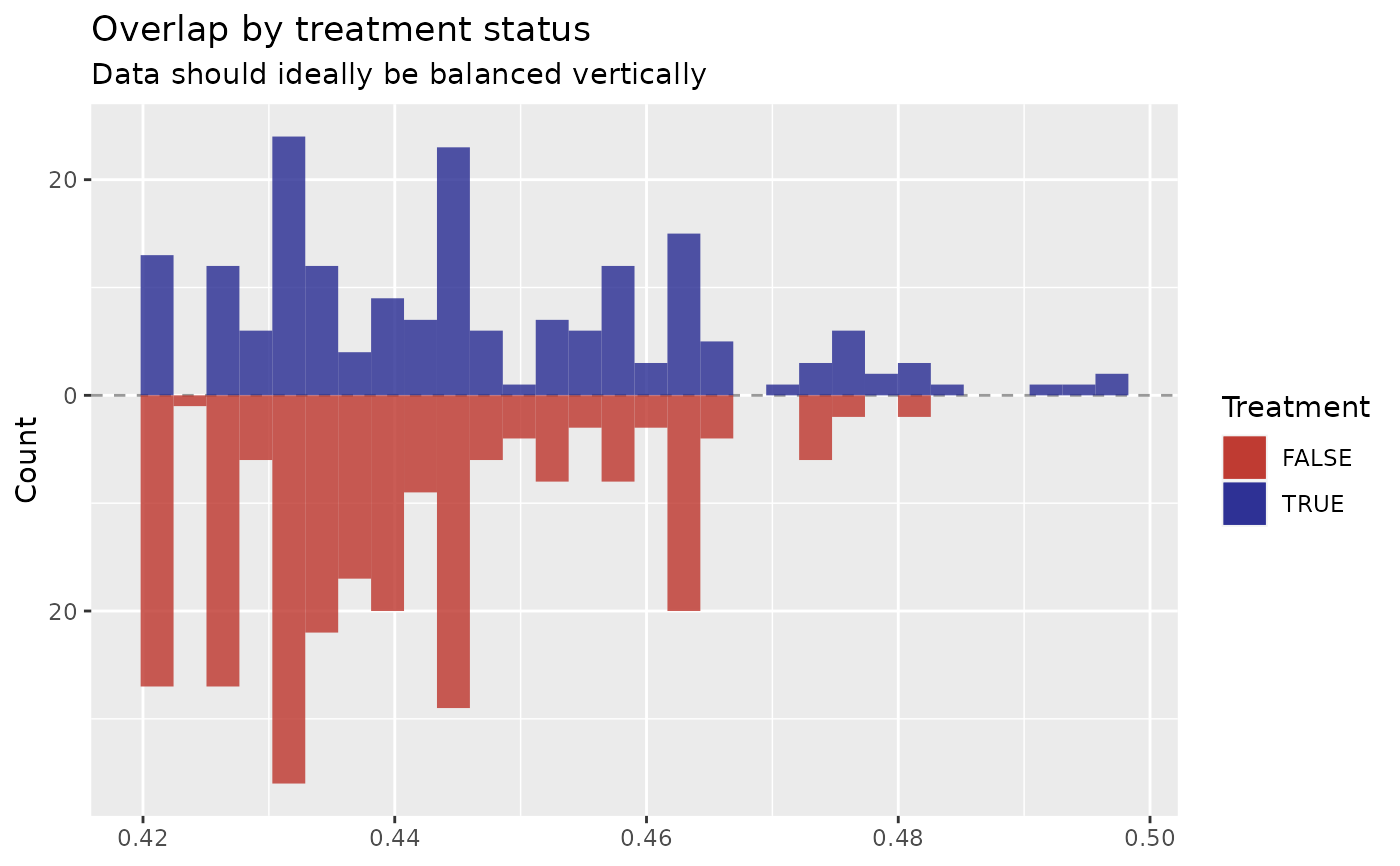 Overlap by treatment status
Data should ideally be balanced vertically
20
0
20
Count
0.42
0.44
0.46
0.48
0.50
Treatment
FALSE
TRUE